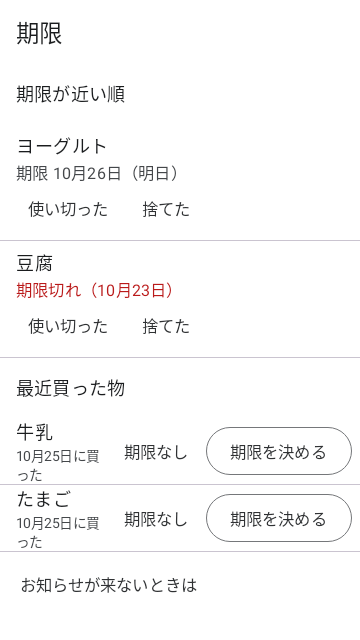 期限
期限が近い順
ヨーグルト
期限 10月26日（明日）
使い切った 捨てた
豆腐
期限切れ（10月23日）
使い切った 捨てた
最近買った物
牛乳
10月25日に買
った
期限なし 期限を決める
たまご
10月25日に買
った
期限なし 期限を決める
お知らせが来ないときは